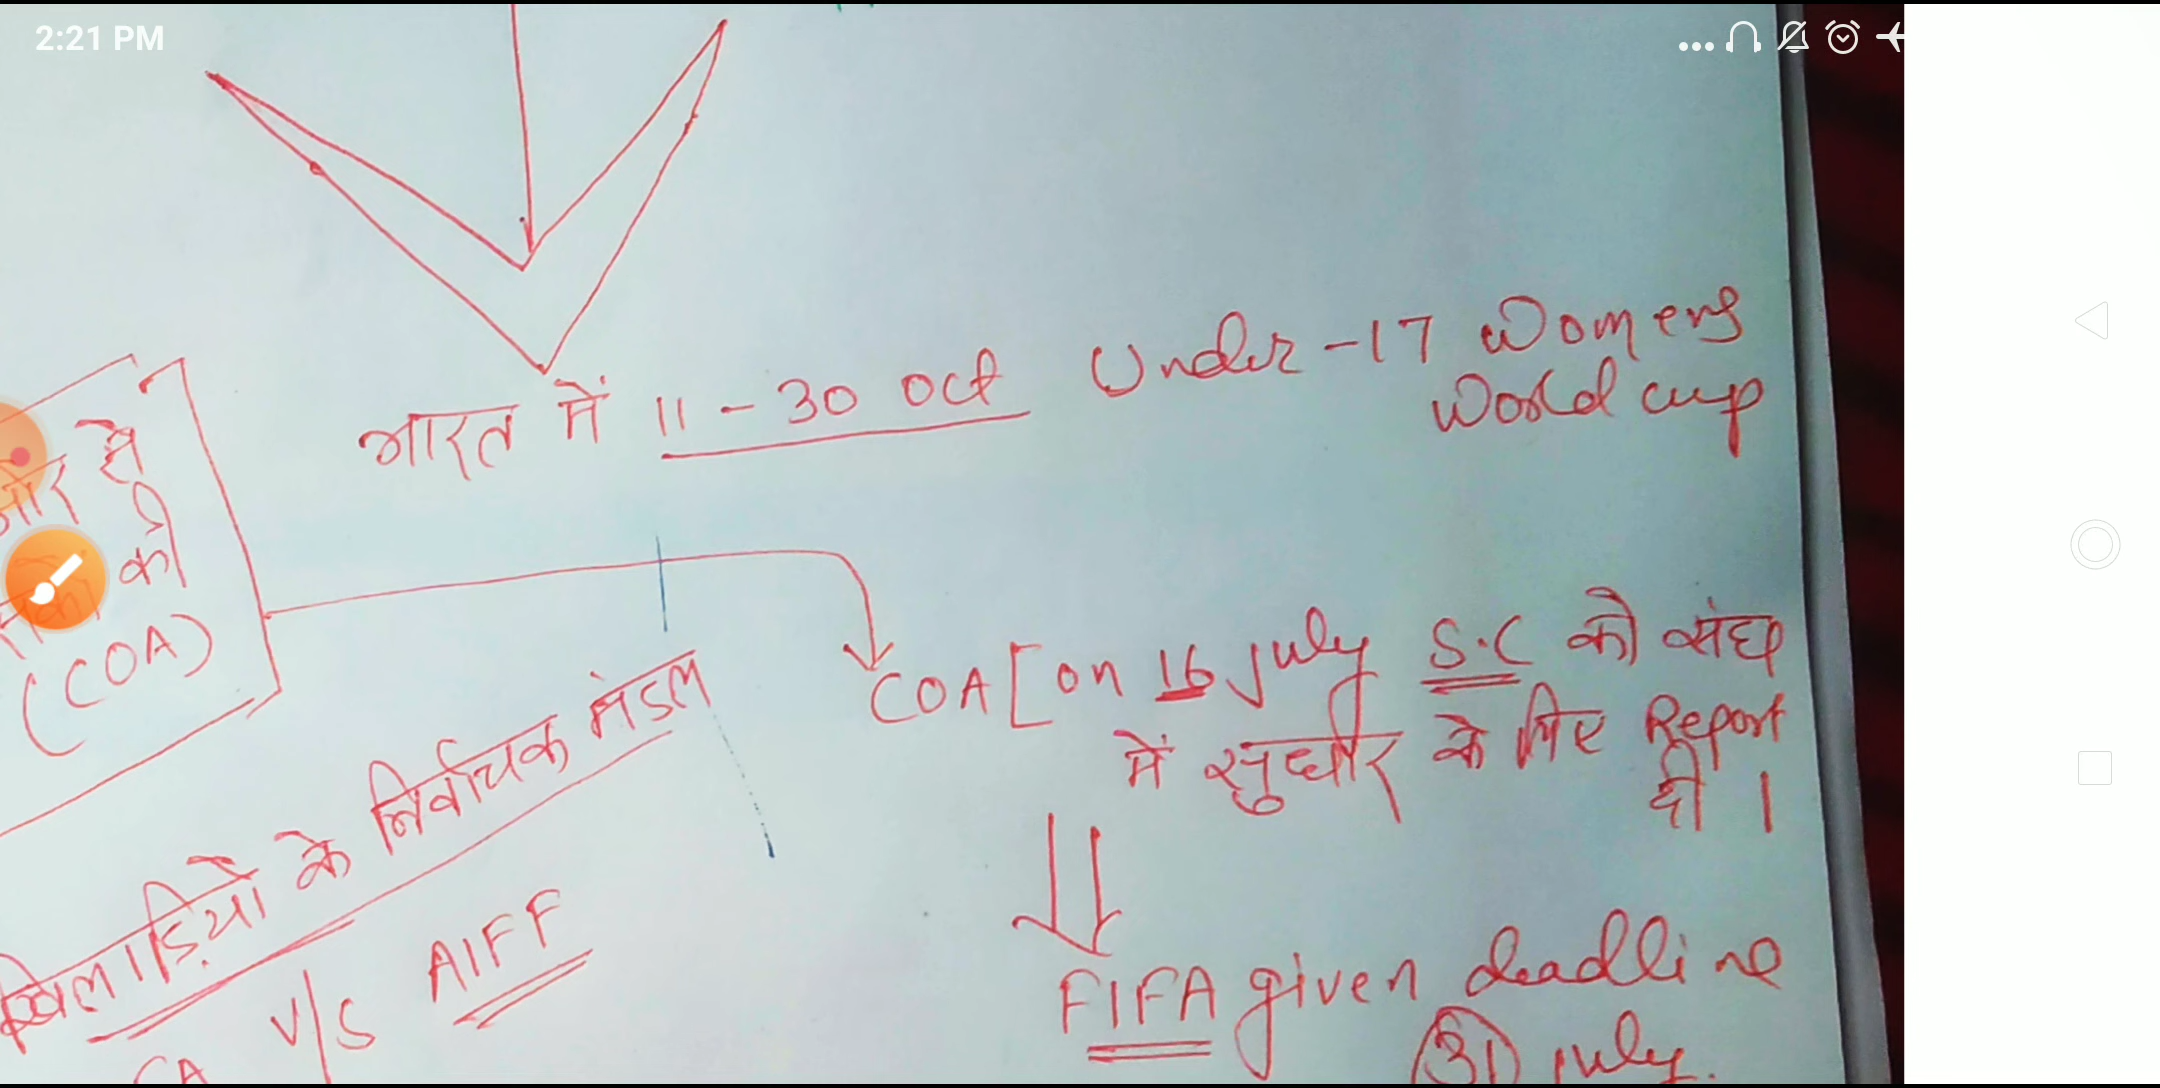 2:21 PM
भारत में 11 - 30 Oct Under -17 Womens
World cup
ओर से
की
(COA)
COA [on 16 July S.C को संघ
में सुधार के लिए Report
दी ।
खिलाड़ियों के निर्वाचक मंडल
V/S AIFF
FIFA given deadline
31 July.